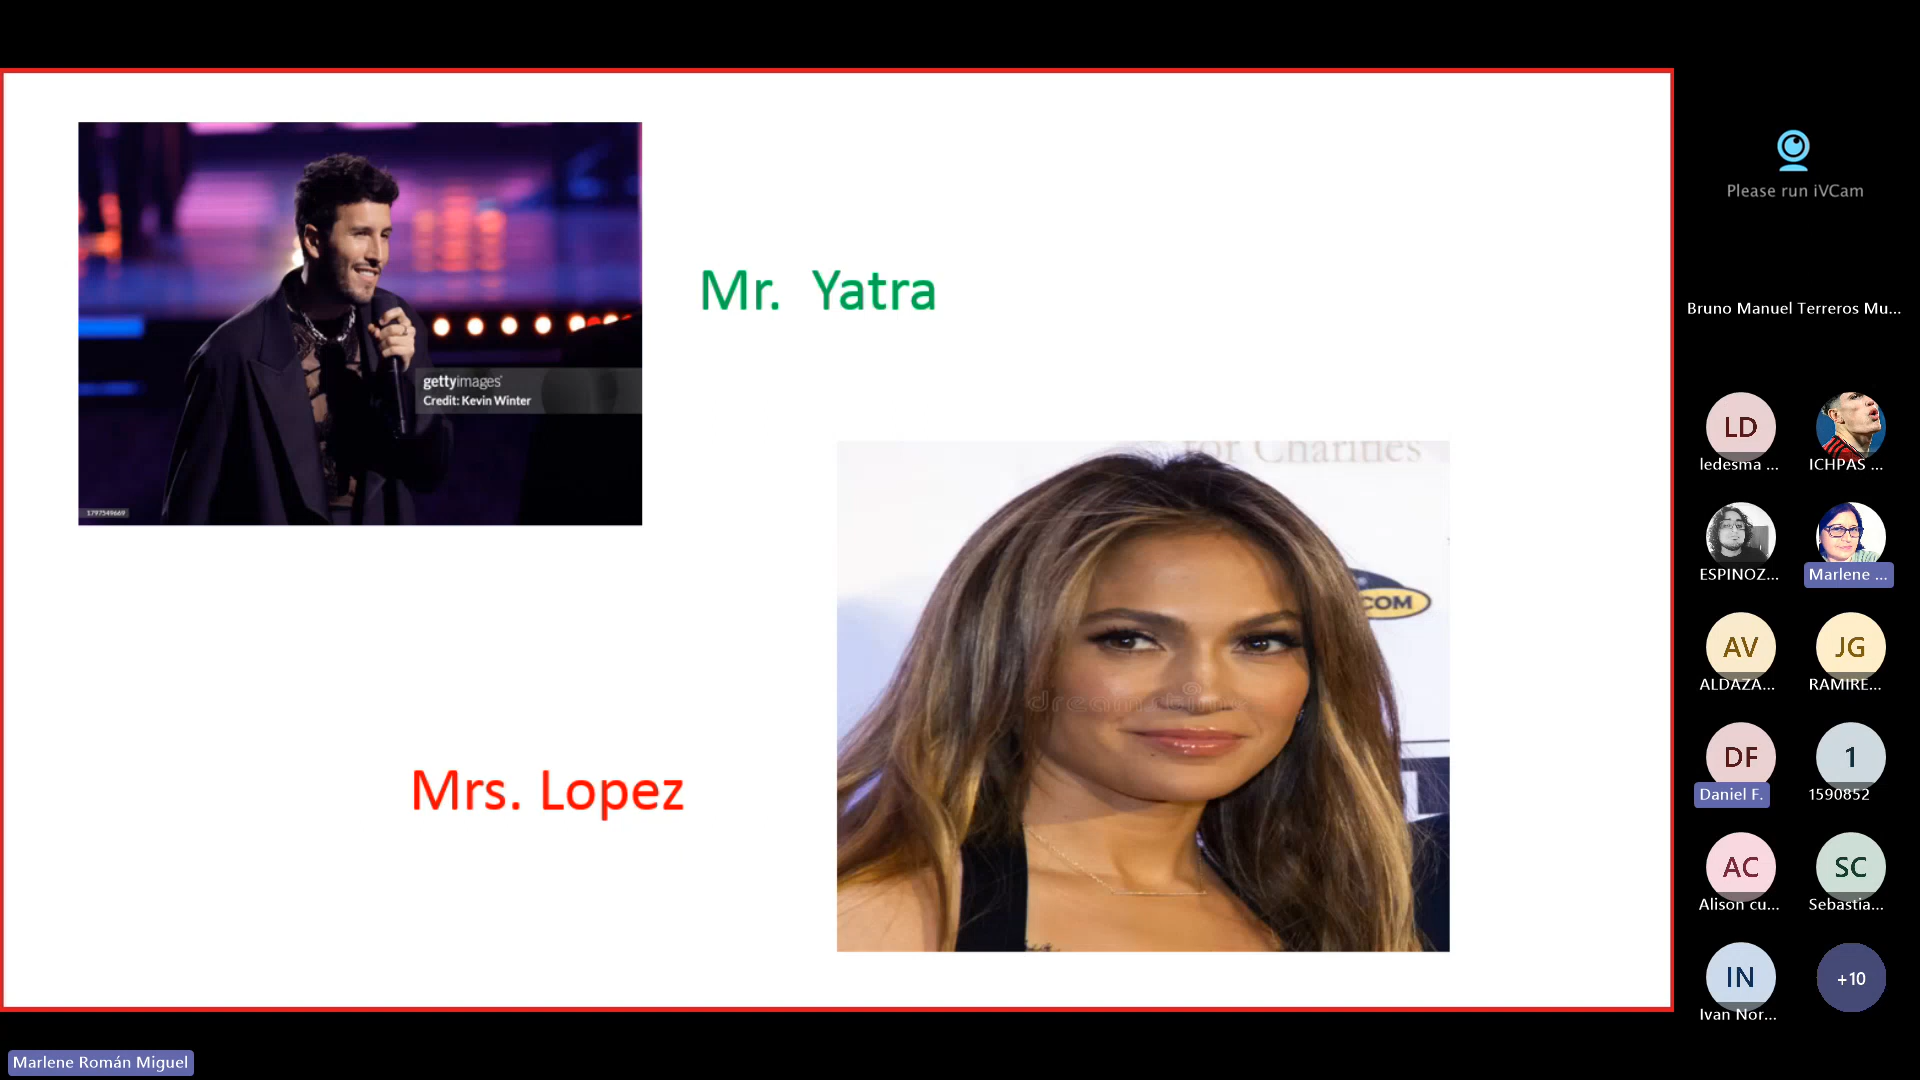 gettyimages
Credit: Kevin Winter
1797549669
Mr. Yatra
for Charities
.COM
dreamstime
Mrs. Lopez
Please run iVCam
Bruno Manuel Terreros Mu...
LD
ledesma ...
ICHPAS ...
ESPINOZ...
Marlene ...
AV
ALDAZA...
JG
RAMIRE...
DF
Daniel F.
1
1590852
AC
Alison cu...
SC
Sebastia...
IN
Ivan Nor...
+10
Marlene Román Miguel